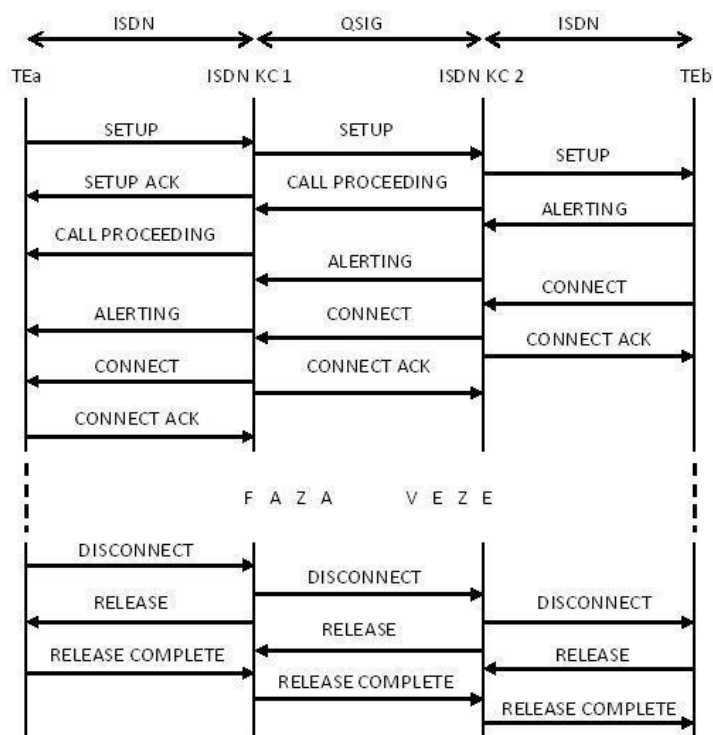 ISDN QSIG ISDN
TEa ISDN KC 1 ISDN KC 2 TEb
SETUP
SETUP
SETUP
SETUP ACK
CALL PROCEEDING
ALERTING
CALL PROCEEDING
ALERTING
CONNECT
ALERTING
CONNECT
CONNECT ACK
CONNECT
CONNECT ACK
CONNECT ACK
F A Z A V E Z E
DISCONNECT
DISCONNECT
DISCONNECT
RELEASE
RELEASE
RELEASE
RELEASE COMPLETE
RELEASE COMPLETE
RELEASE COMPLETE